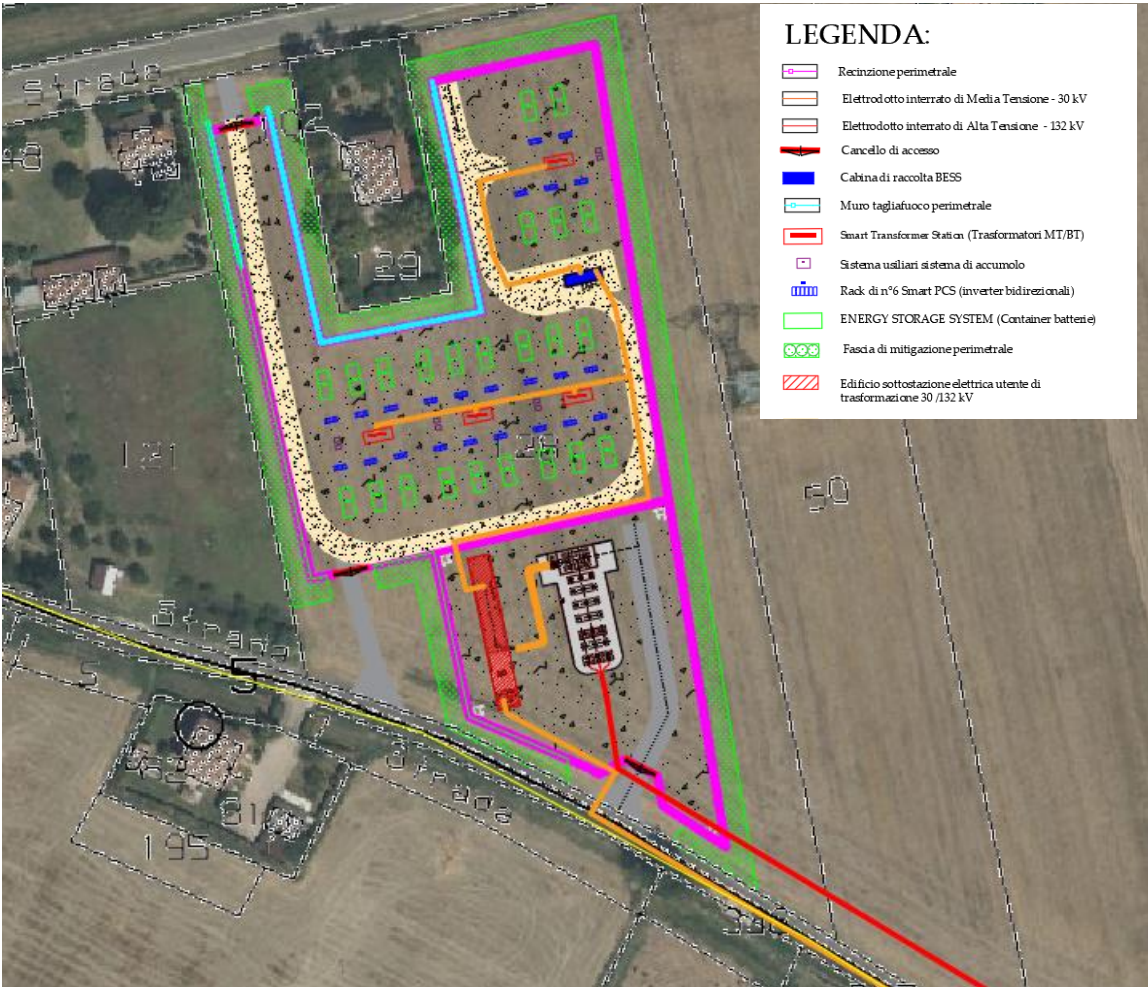 LEGENDA:
Recinzione perimetrale
Elettrodotto interrato di Media Tensione - 30 kV
Elettrodotto interrato di Alta Tensione - 132 kV
Cancello di accesso
Cabina di raccolta BESS
Muro tagliafuoco perimetrale
Smart Transformer Station (Trasformatori MT/BT)
Sistema usiliari sistema di accumolo
Rack di n°6 Smart PCS (inverter bidirezionali)
ENERGY STORAGE SYSTEM (Container batterie)
Fascia di mitigazione perimetrale
Edificio sottostazione elettrica utente di
trasformazione 30 /132 kV
strada
129
121
50
strada
5
5
strade
195